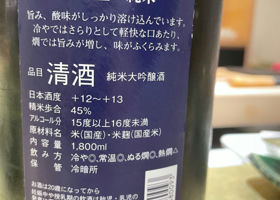 旨み、酸味がしっかり溶け込んでいます。
冷やではさらりとして軽快な口あたり、
燗では旨みが増し、味がふくらみます。
品目 清酒 純米大吟醸酒
日本酒度 +12~+13
精米歩合 45%
アルコール分 15度以上16度未満
原材料名 米(国産)・米麹(国産米)
内容量 1,800ml
飲み方 冷や◎、常温○、ぬる燗◎、熱燗△
保存方法 冷暗所
お酒は20歳になってから